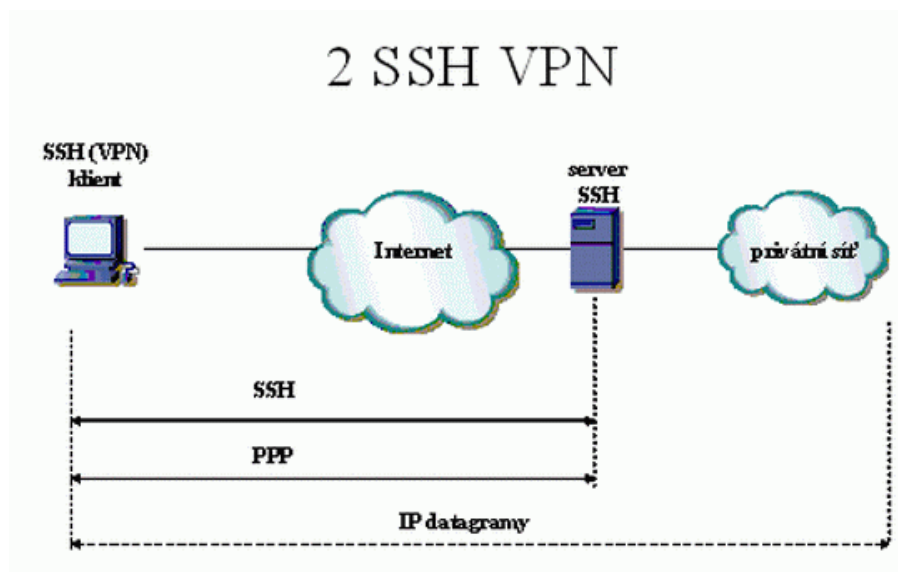 2 SSH VPN
SSH (VPN)
klient
server
SSH
Internet
privátní síť
SSH
PPP
IP datagramy